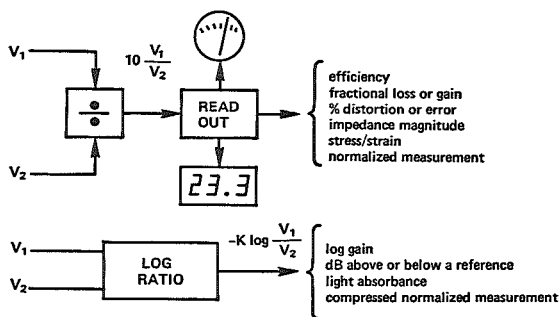 V1
10 V1/V2
÷
V2
READ
OUT
23.3
efficiency
fractional loss or gain
% distortion or error
impedance magnitude
stress/strain
normalized measurement
V1
V2
LOG
RATIO
–K log V1/V2
log gain
dB above or below a reference
light absorbance
compressed normalized measurement